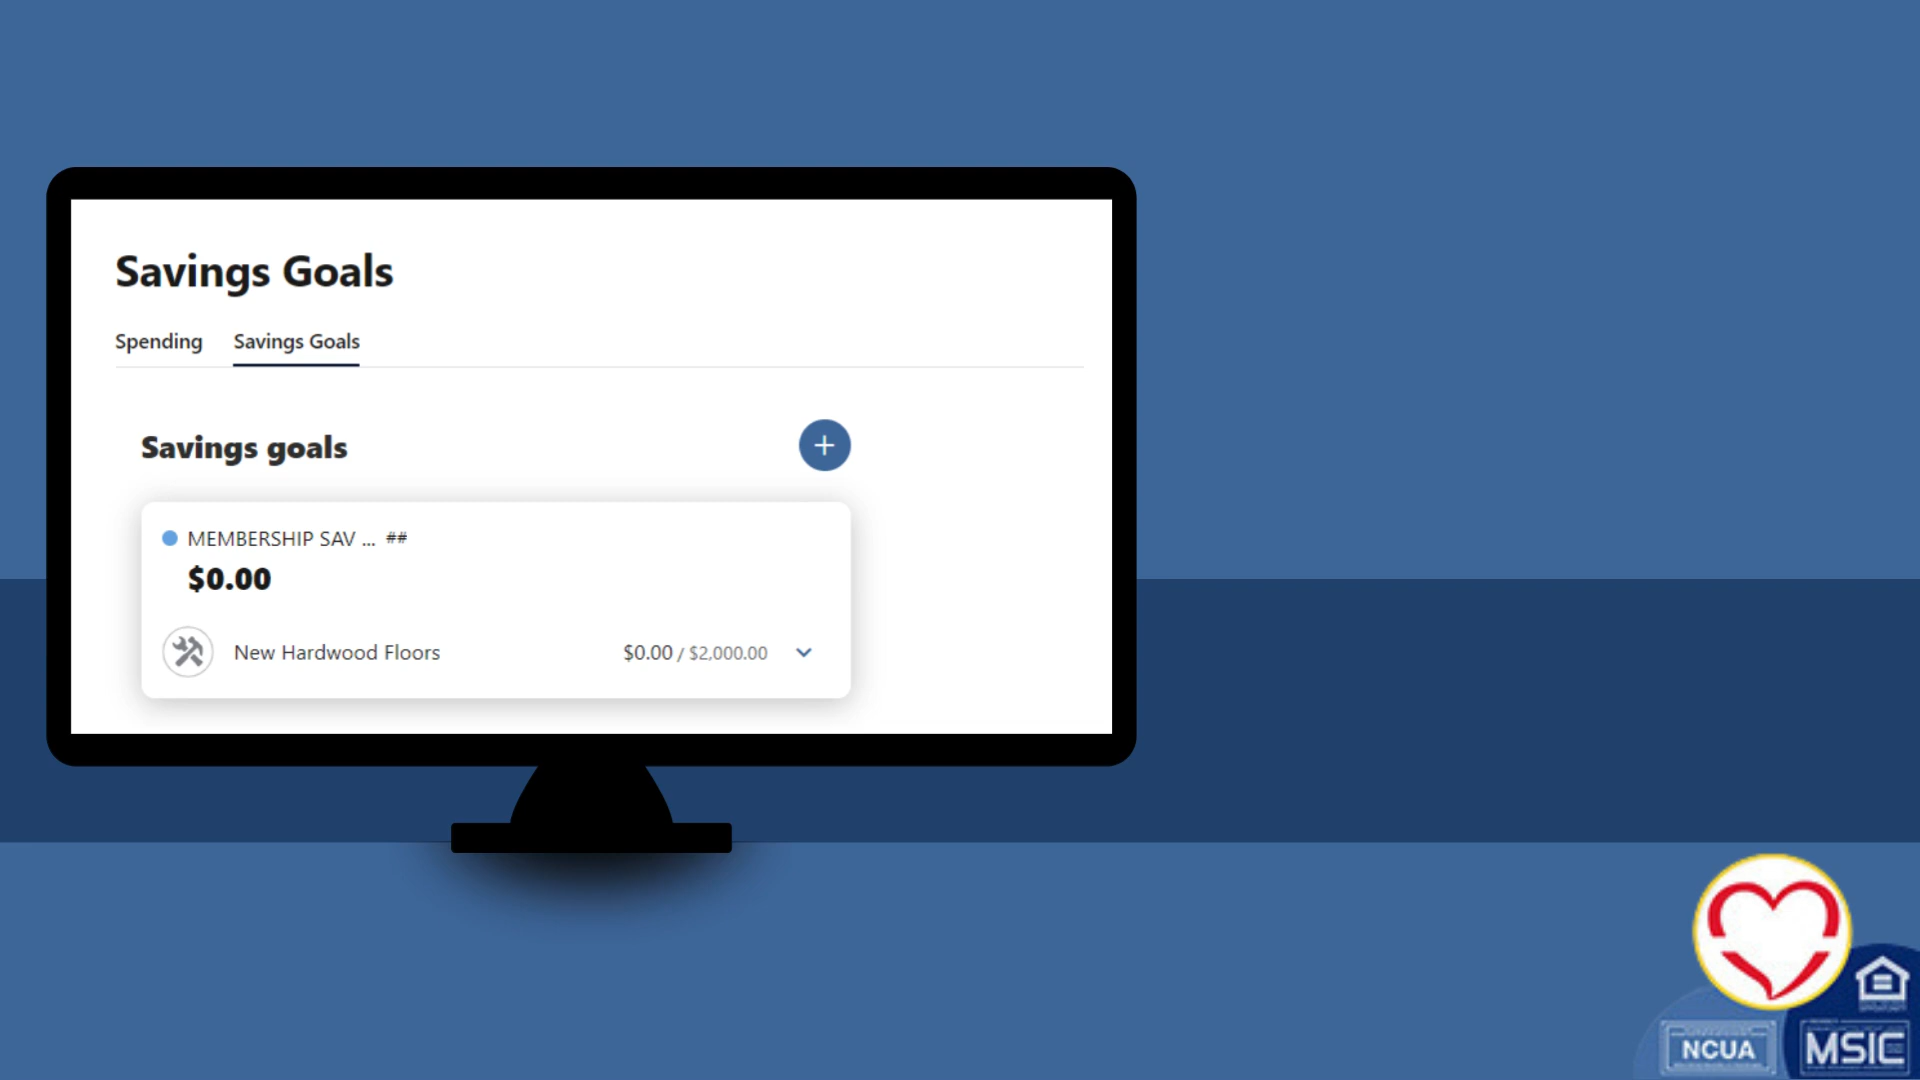 Savings Goals
Spending Savings Goals
Savings goals
+
MEMBERSHIP SAV ... ##
$0.00
New Hardwood Floors $0.00 / $2,000.00
NCUA MSIC